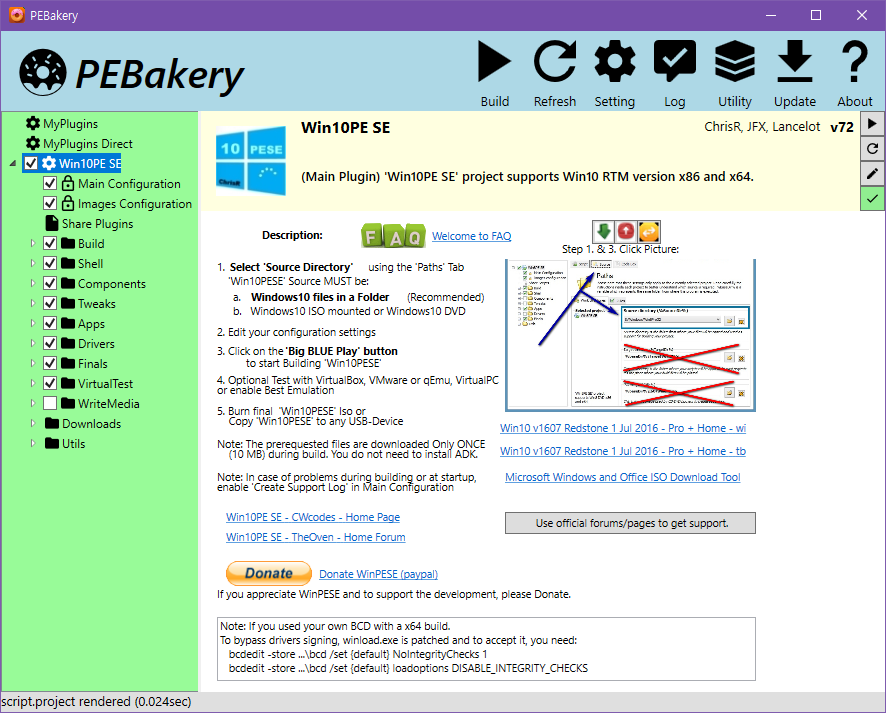 PEBakery
PEBakery
Build
Refresh
Setting
Log
Utility
Update
About
MyPlugins
MyPlugins Direct
Win10PE SE
Main Configuration
Images Configuration
Share Plugins
Build
Shell
Components
Tweaks
Apps
Drivers
Finals
VirtualTest
WriteMedia
Downloads
Utils
10 PESE
ChrisR
Win10PE SE
ChrisR, JFX, Lancelot v72
(Main Plugin) 'Win10PE SE' project supports Win10 RTM version x86 and x64.
Description:
FAQ
Welcome to FAQ
Step 1. & 3. Click Picture:
1. Select 'Source Directory' using the 'Paths' Tab
'Win10PESE' Source MUST be:
a. Windows10 files in a Folder (Recommended)
b. Windows10 ISO mounted or Windows10 DVD
2. Edit your configuration settings
3. Click on the 'Big BLUE Play' button
to start Building 'Win10PESE'
4. Optional Test with VirtualBox, VMware or qEmu, VirtualPC
or enable Best Emulation
5. Burn final 'Win10PESE' Iso or
Copy 'Win10PESE' to any USB-Device
Note: The prerequested files are downloaded Only ONCE
(10 MB) during build. You do not need to install ADK.
Note: In case of problems during building or at startup,
enable 'Create Support Log' in Main Configuration
Paths
Source directory
Win10 v1607 Redstone 1 Jul 2016 - Pro + Home - wi
Win10 v1607 Redstone 1 Jul 2016 - Pro + Home - tb
Microsoft Windows and Office ISO Download Tool
Win10PE SE - CWcodes - Home Page
Win10PE SE - TheOven - Home Forum
Use official forums/pages to get support.
Donate
Donate WinPESE (paypal)
If you appreciate WinPESE and to support the development, please Donate.
Note: If you used your own BCD with a x64 build.
To bypass drivers signing, winload.exe is patched and to accept it, you need:
bcdedit -store ...\bcd /set {default} NoIntegrityChecks 1
bcdedit -store ...\bcd /set {default} loadoptions DISABLE_INTEGRITY_CHECKS
script.project rendered (0.024sec)